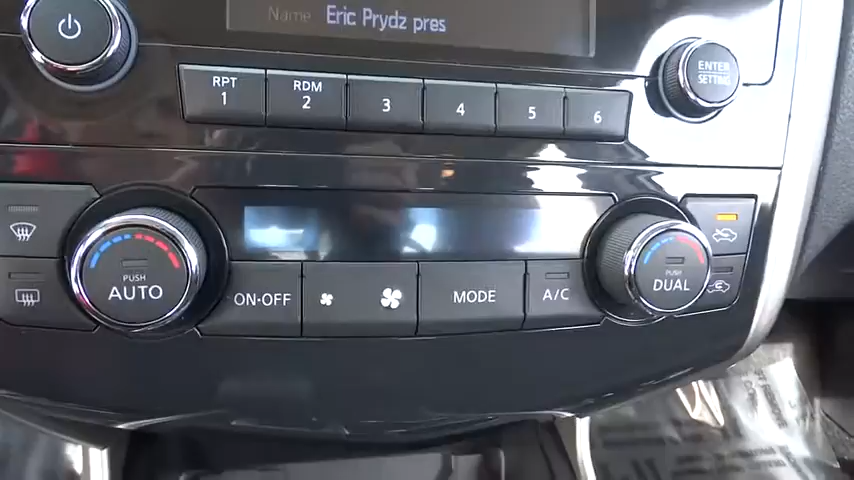 Name Eric Prydz pres
ENTER
SETTING
RPT
1
RDM
2
3
4
5
6
PUSH
AUTO
ON·OFF
MODE
A/C
PUSH
DUAL